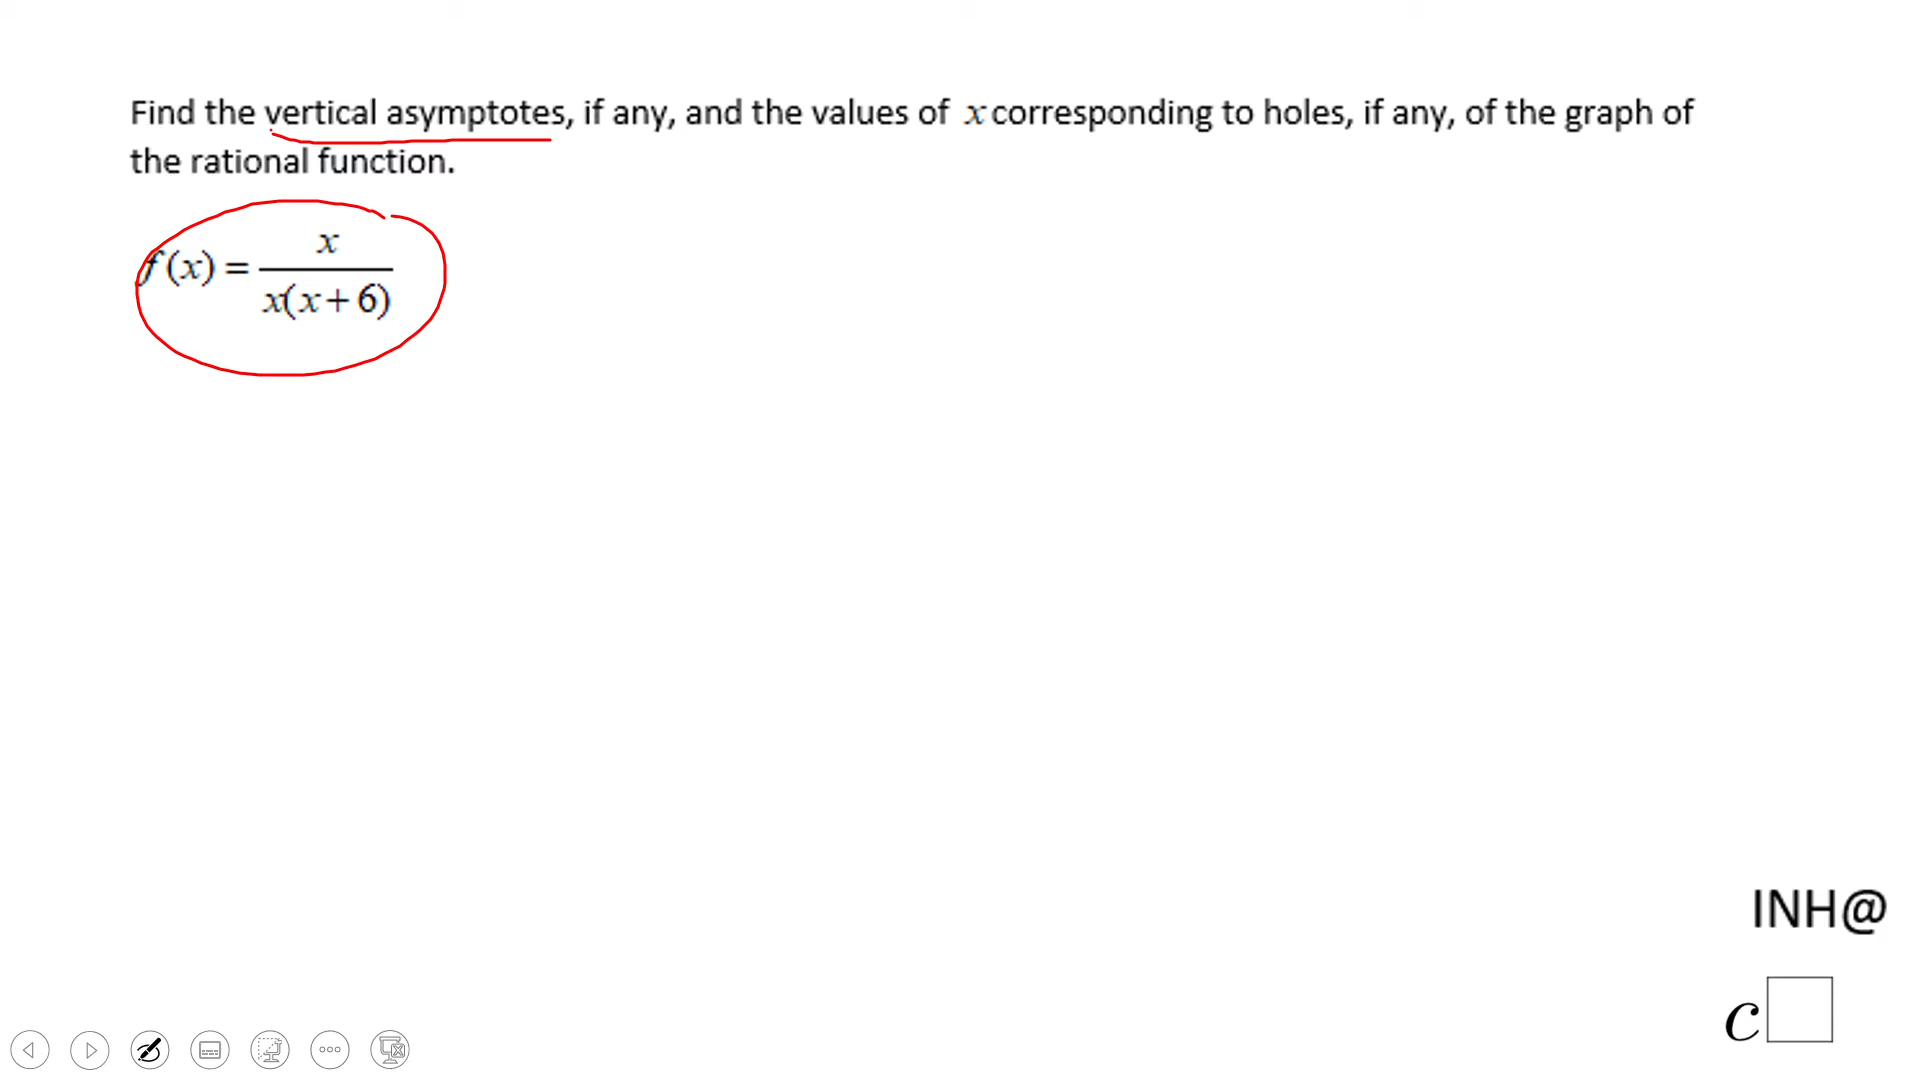 Find the vertical asymptotes, if any, and the values of x corresponding to holes, if any, of the graph of
the rational function.
f(x) = x / x(x+6)
INH@
c□